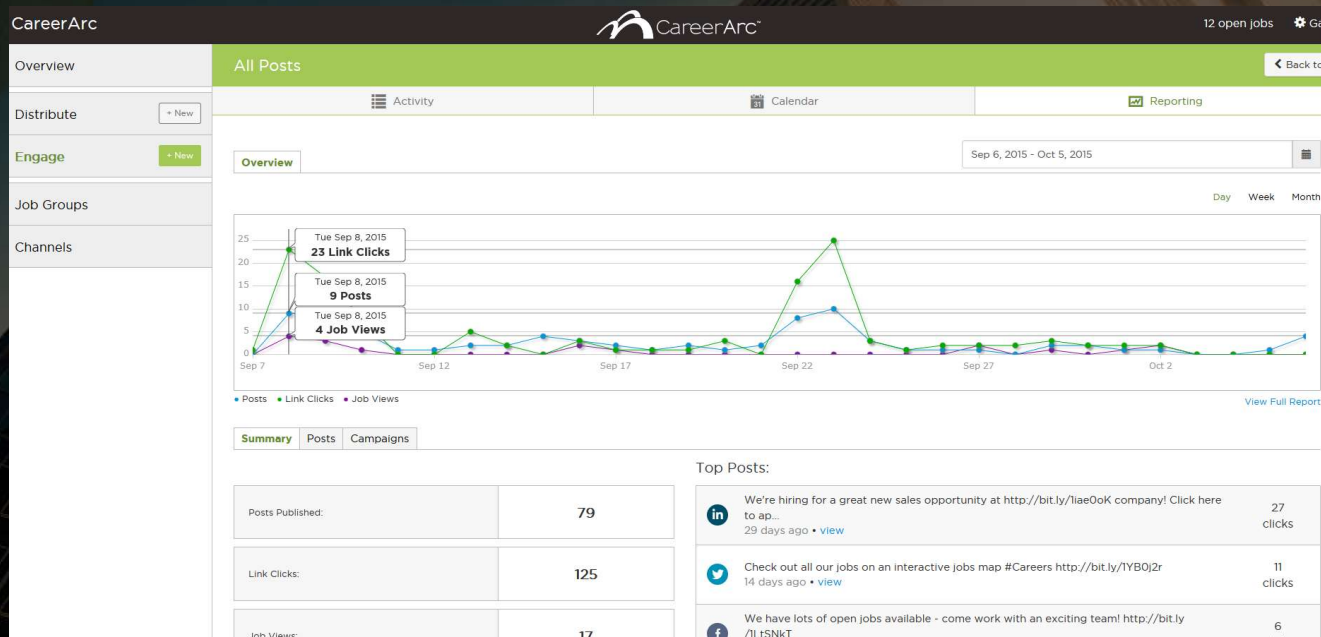 CareerArc
CareerArc™
12 open jobs
Ga
Overview
Distribute
+ New
Engage
+ New
Job Groups
Channels
All Posts
Back to
Activity
31
Calendar
Reporting
Overview
Sep 6, 2015 - Oct 5, 2015
Day Week Month
25
20
15
10
5
0
Tue Sep 8, 2015
23 Link Clicks
Tue Sep 8, 2015
9 Posts
Tue Sep 8, 2015
4 Job Views
Sep 7 Sep 12 Sep 17 Sep 22 Sep 27 Oct 2
Posts Link Clicks Job Views
View Full Report
Summary Posts Campaigns
Posts Published: 79
Link Clicks: 125
Job Views: 17
Top Posts:
in
We're hiring for a great new sales opportunity at http://bit.ly/1iae0oK company! Click here
to ap...
29 days ago • view
27
clicks
Check out all our jobs on an interactive jobs map #Careers http://bit.ly/1YB0j2r
14 days ago • view
11
clicks
f
We have lots of open jobs available - come work with an exciting team! http://bit.ly
/1LtSNkT
6